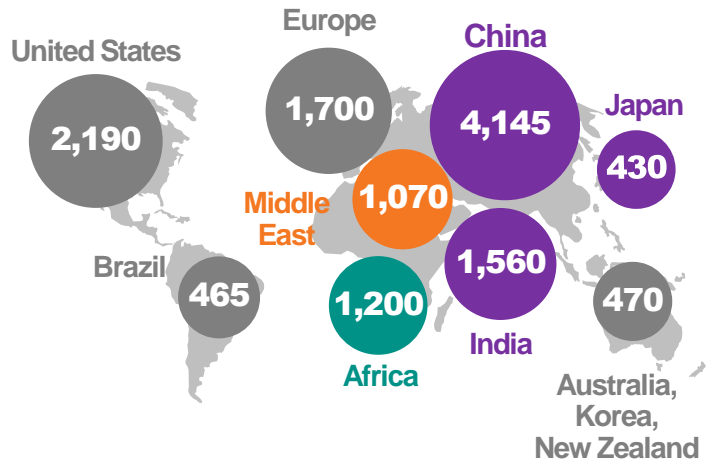 United States
2,190
Europe
1,700
China
4,145
Japan
430
Middle
East
1,070
Brazil
465
1,200
Africa
1,560
India
470
Australia,
Korea,
New Zealand